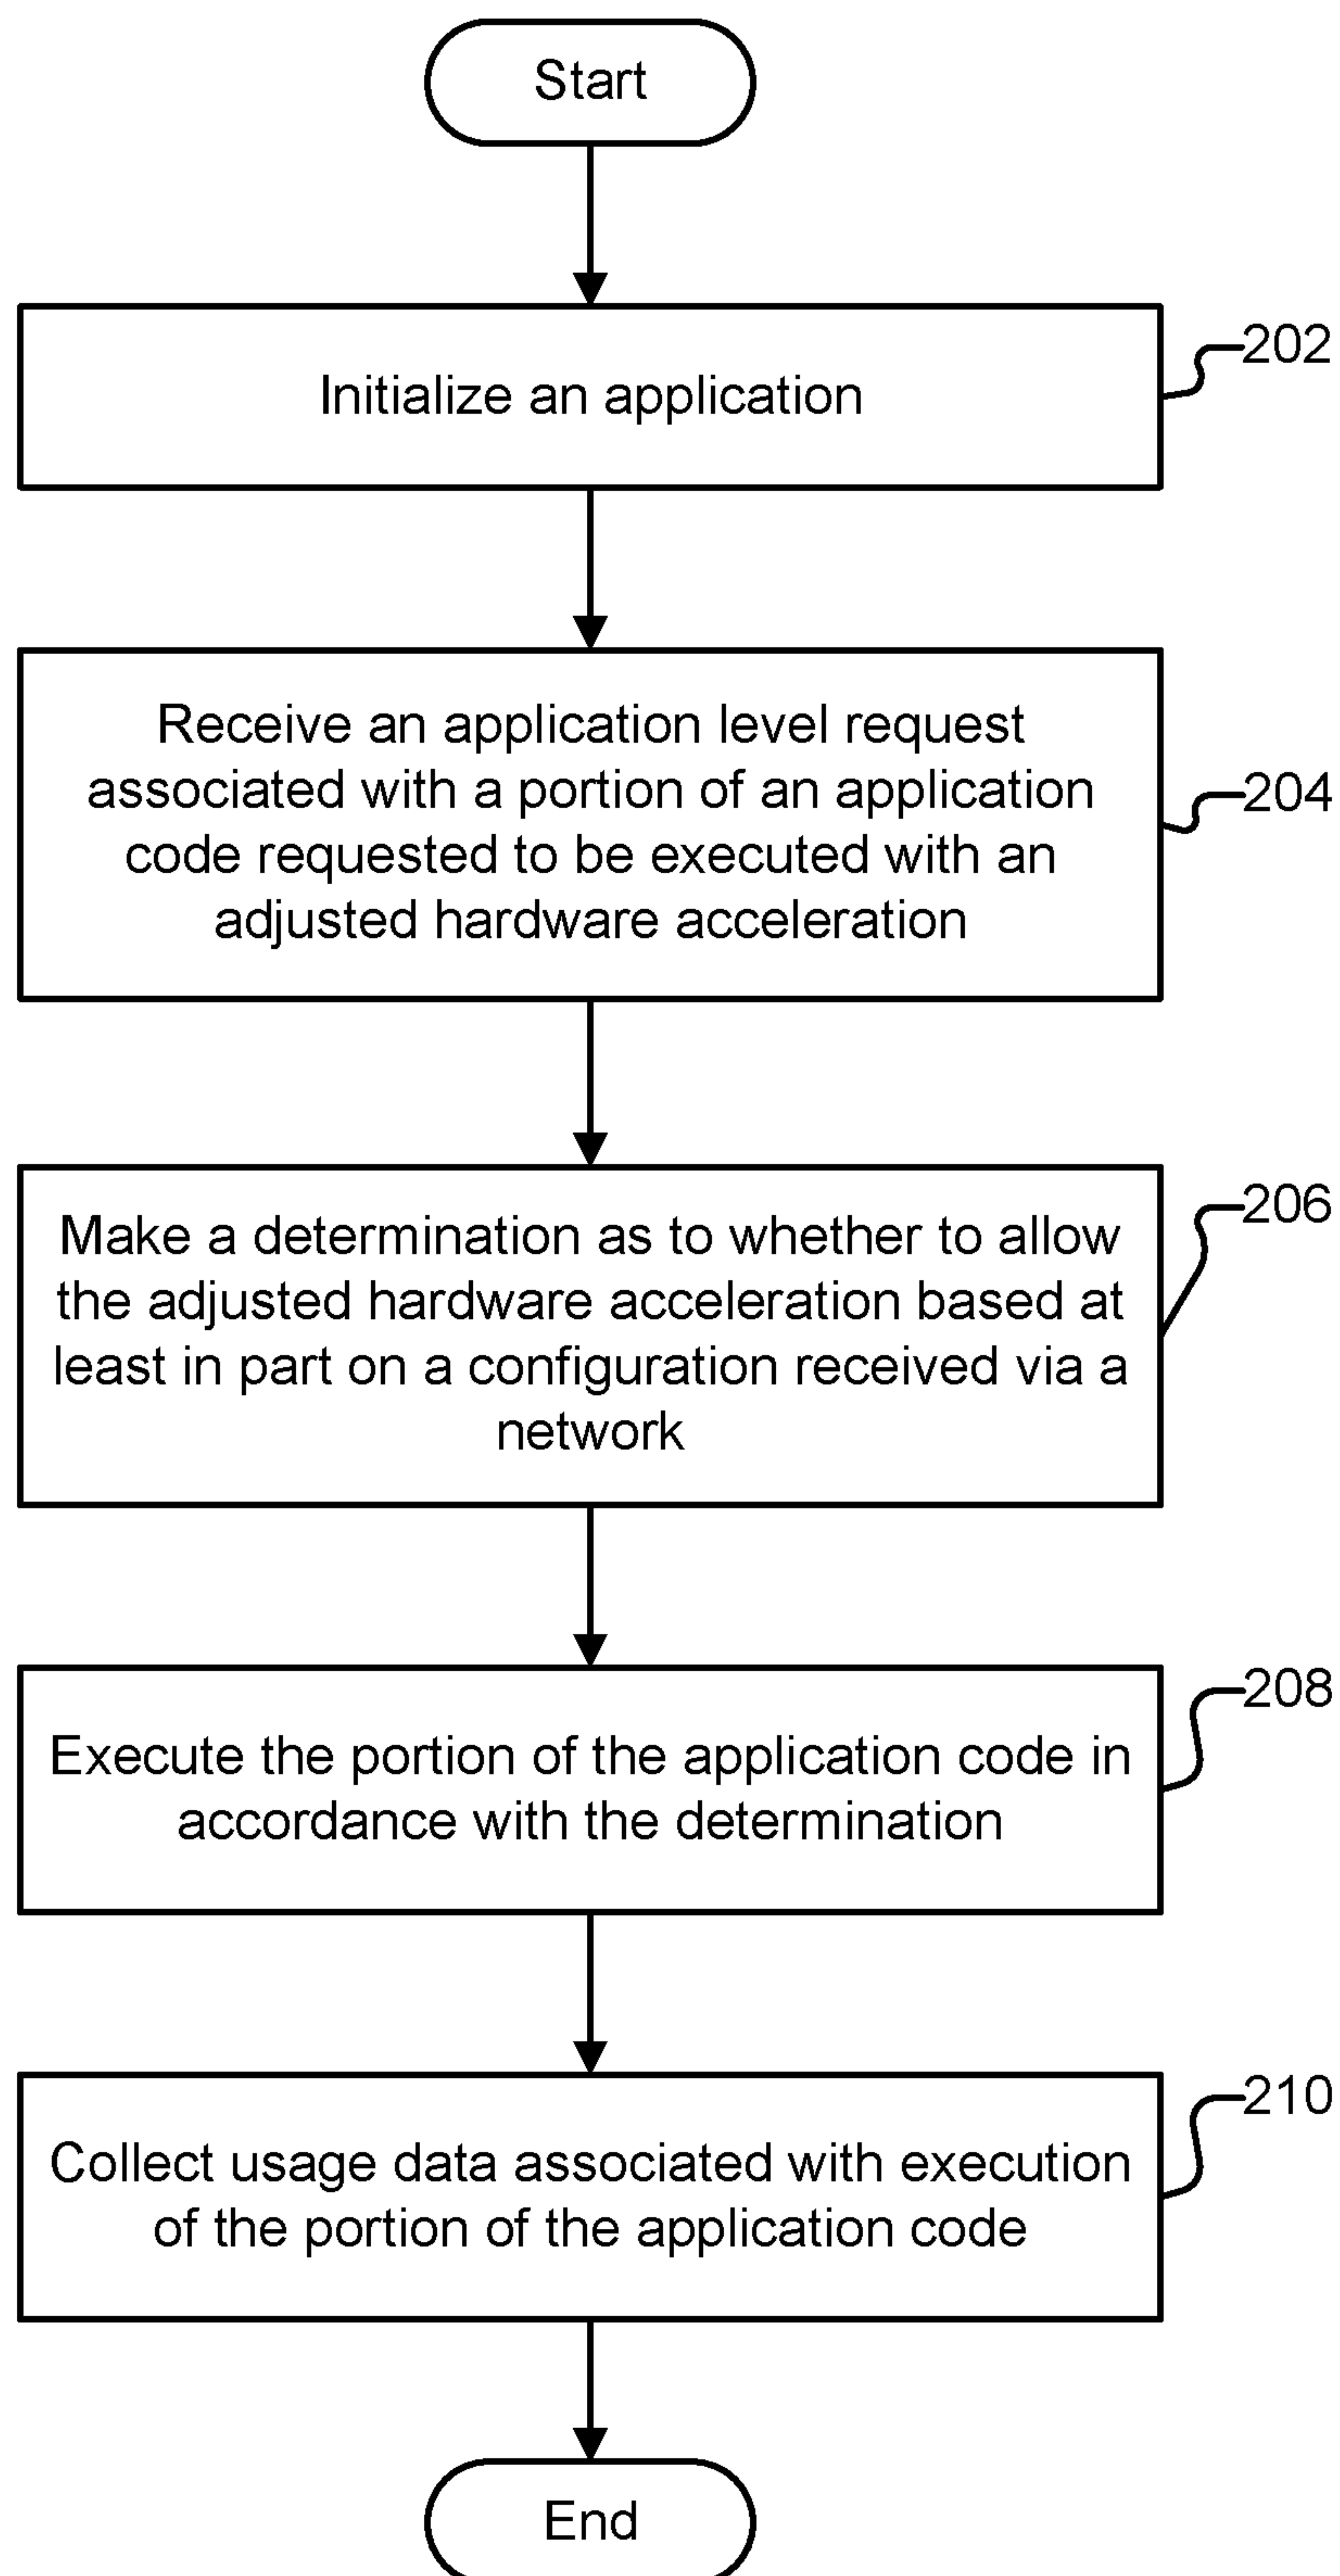 Start
Initialize an application
202
Receive an application level request
associated with a portion of an application
code requested to be executed with an
adjusted hardware acceleration
204
Make a determination as to whether to allow
the adjusted hardware acceleration based at
least in part on a configuration received via a
network
206
Execute the portion of the application code in
accordance with the determination
208
Collect usage data associated with execution
of the portion of the application code
210
End